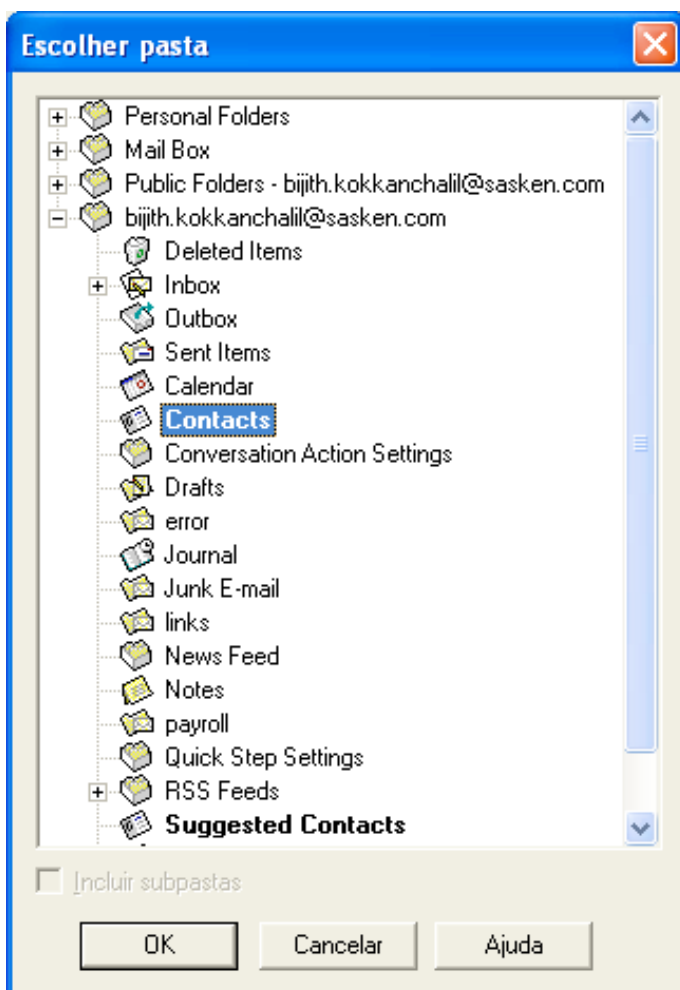 Escolher pasta
Personal Folders
Mail Box
Public Folders - bijith.kokkanchalil@sasken.com
bijith.kokkanchalil@sasken.com
Deleted Items
Inbox
Outbox
Sent Items
Calendar
Contacts
Conversation Action Settings
Drafts
error
Journal
Junk E-mail
links
News Feed
Notes
payroll
Quick Step Settings
RSS Feeds
Suggested Contacts
Incluir subpastas
OK Cancelar Ajuda